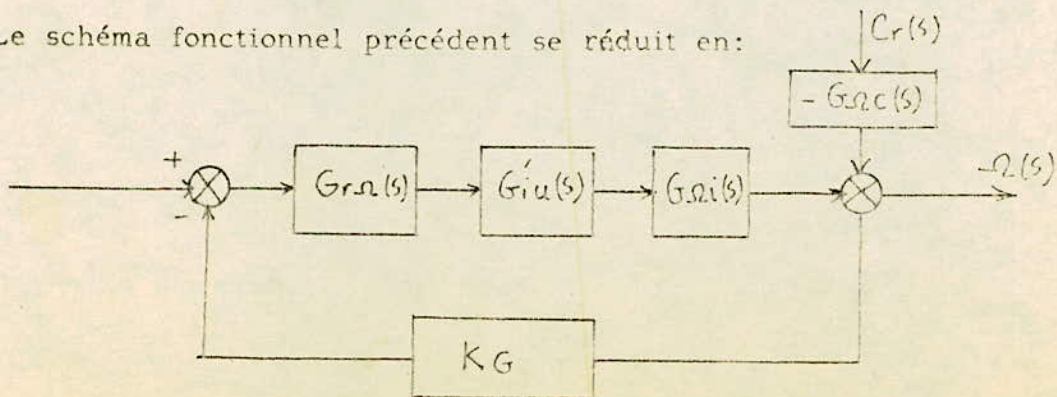 Le schéma fonctionnel précédent se réduit en:
Cr(s)
- GΩc(s)
+
-
GrΩ(s)
G'iu(s)
GΩi(s)
Ω(s)
KG